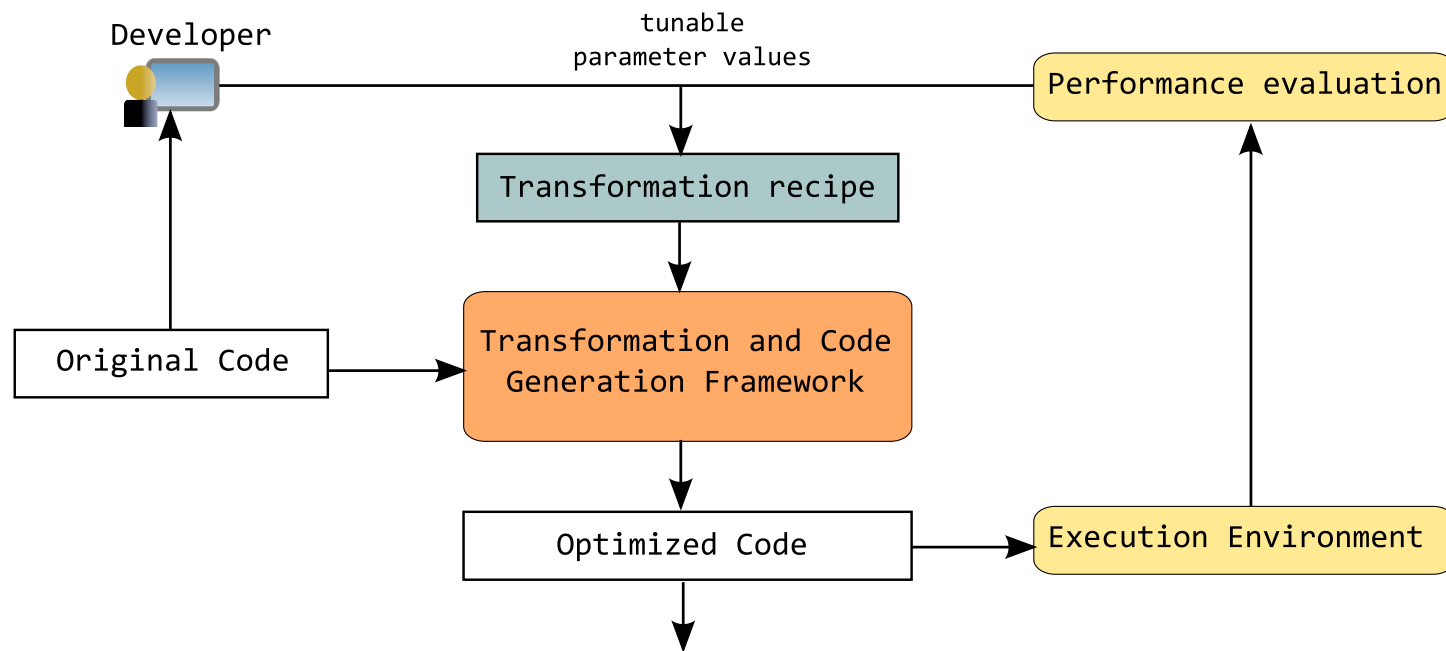 Developer
tunable
parameter values
Performance evaluation
Transformation recipe
Original Code
Transformation and Code
Generation Framework
Optimized Code
Execution Environment